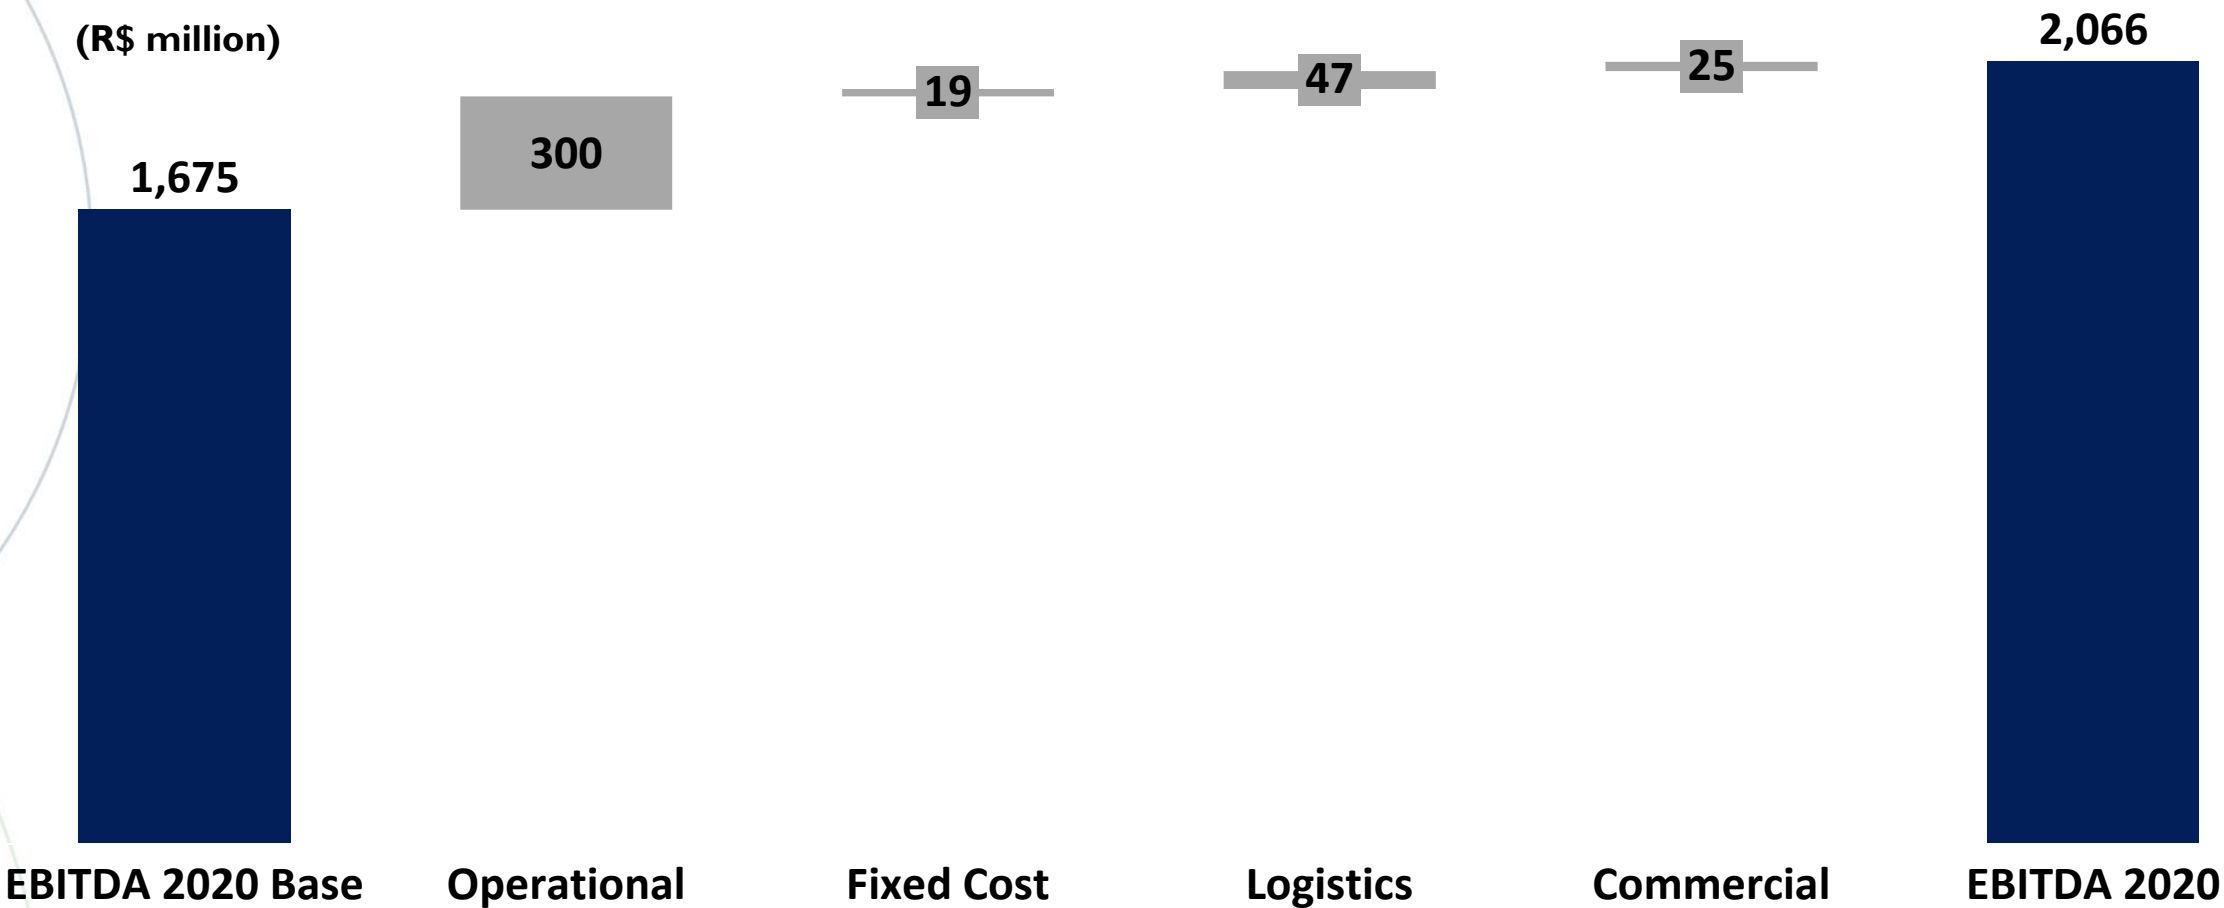 (R$ million)
1,675
300
19
47
25
2,066
EBITDA 2020 Base
Operational
Fixed Cost
Logistics
Commercial
EBITDA 2020